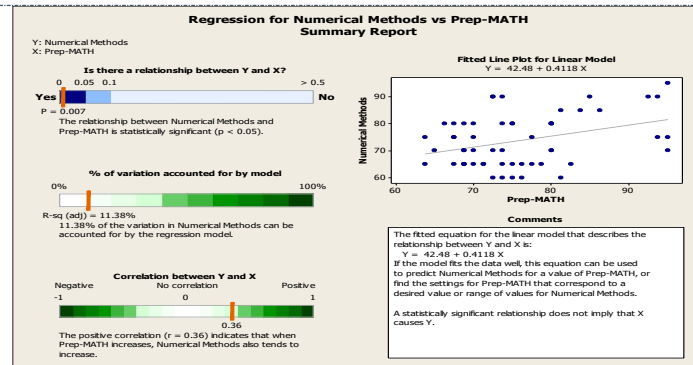 Regression for Numerical Methods vs Prep-MATH
Summary Report
Y: Numerical Methods
X: Prep-MATH
Is there a relationship between Y and X?
0 0.05 0.1 > 0.5
Yes No
P = 0.007
The relationship between Numerical Methods and
Prep-MATH is statistically significant (p < 0.05).
% of variation accounted for by model
0% 100%
R-sq (adj) = 11.38%
11.38% of the variation in Numerical Methods can be
accounted for by the regression model.
Correlation between Y and X
Negative No correlation Positive
-1 0 1
0.36
The positive correlation (r = 0.36) indicates that when
Prep-MATH increases, Numerical Methods also tends to
increase.
Fitted Line Plot for Linear Model
Y = 42.48 + 0.4118 X
Numerical Methods
90
80
70
60
60 70 80 90
Prep-MATH
Comments
The fitted equation for the linear model that describes the
relationship between Y and X is:
Y = 42.48 + 0.4118 X
If the model fits the data well, this equation can be used
to predict Numerical Methods for a value of Prep-MATH, or
find the settings for Prep-MATH that correspond to a
desired value or range of values for Numerical Methods.
A statistically significant relationship does not imply that X
causes Y.